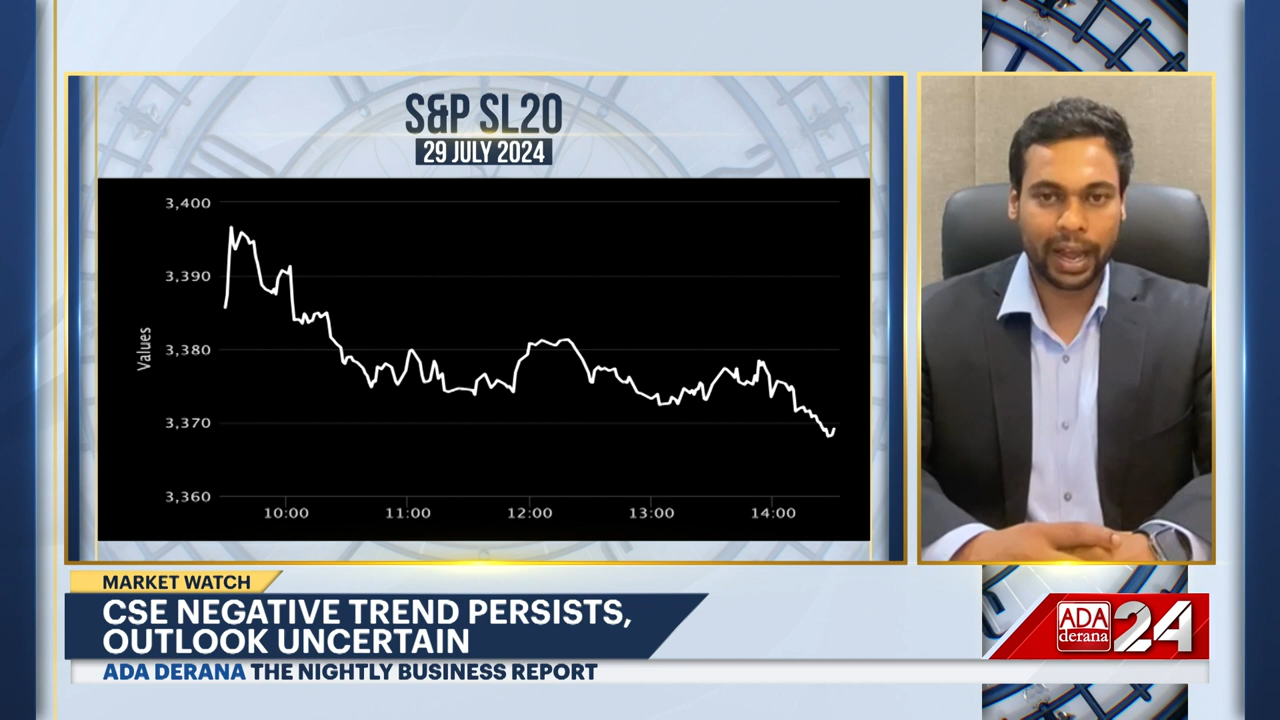 S&P SL20
29 JULY 2024
3,400
3,390
3,380
3,370
3,360
Values
10:00 11:00 12:00 13:00 14:00
MARKET WATCH
CSE NEGATIVE TREND PERSISTS,
OUTLOOK UNCERTAIN
ADA DERANA THE NIGHTLY BUSINESS REPORT
ADA
derana
24